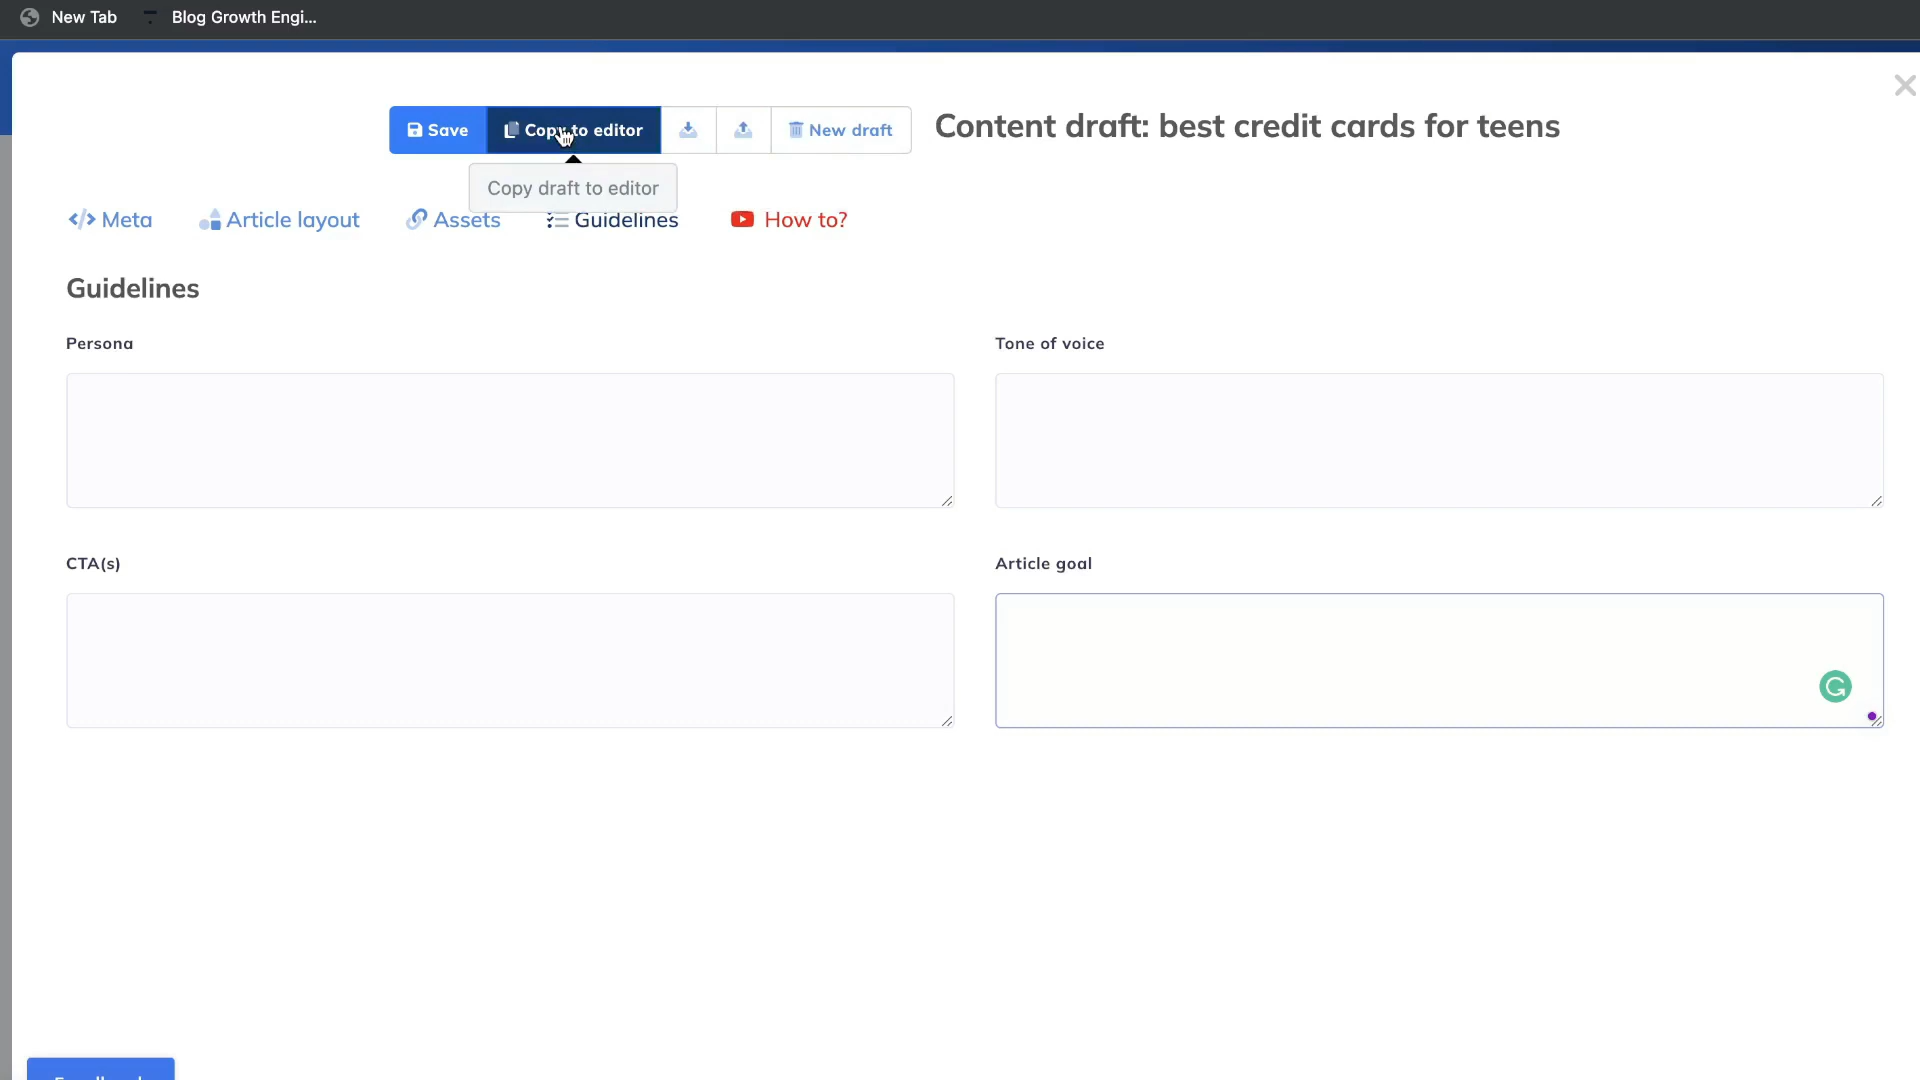 New Tab
Blog Growth Engi...
Save
Copy to editor
New draft
Content draft: best credit cards for teens
Copy draft to editor
Meta
Article layout
Assets
Guidelines
How to?
Guidelines
Persona
Tone of voice
CTA(s)
Article goal